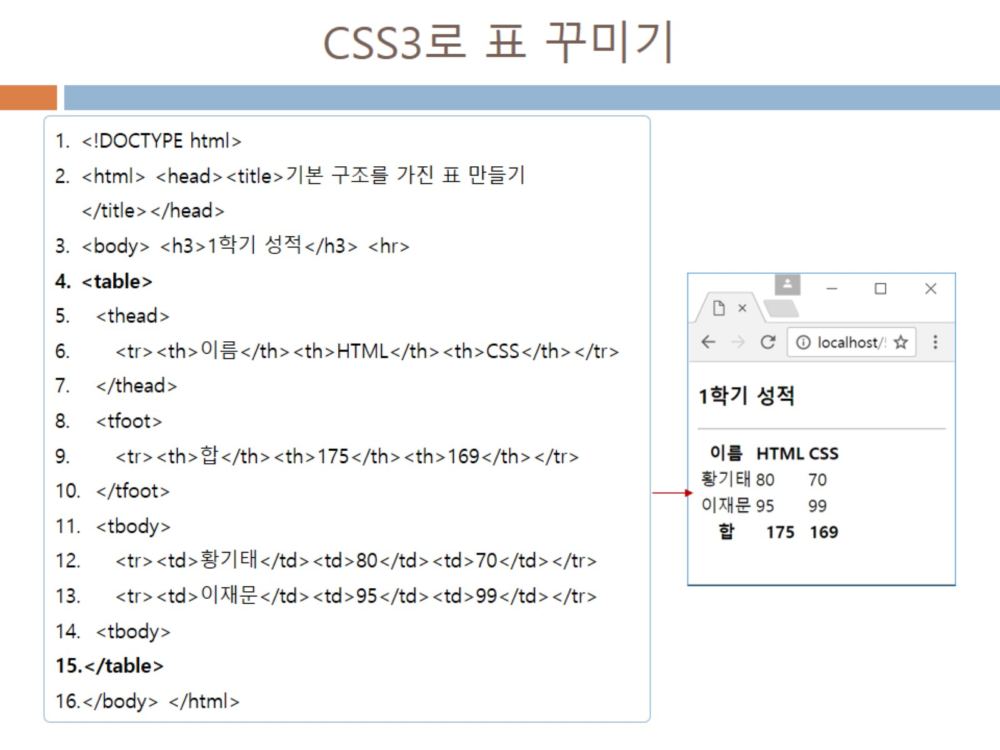 CSS3로 표 꾸미기
1. <!DOCTYPE html>
2. <html> <head><title>기본 구조를 가진 표 만들기
</title></head>
3. <body> <h3>1학기 성적</h3> <hr>
4. <table>
5. <thead>
6. <tr><th>이름</th><th>HTML</th><th>CSS</th></tr>
7. </thead>
8. <tfoot>
9. <tr><th>합</th><th>175</th><th>169</th></tr>
10. </tfoot>
11. <tbody>
12. <tr><td>황기태</td><td>80</td><td>70</td></tr>
13. <tr><td>이재문</td><td>95</td><td>99</td></tr>
14. <tbody>
15.</table>
16.</body> </html>
localhost/
1학기 성적
이름 HTML CSS
황기태 80 70
이재문 95 99
합 175 169